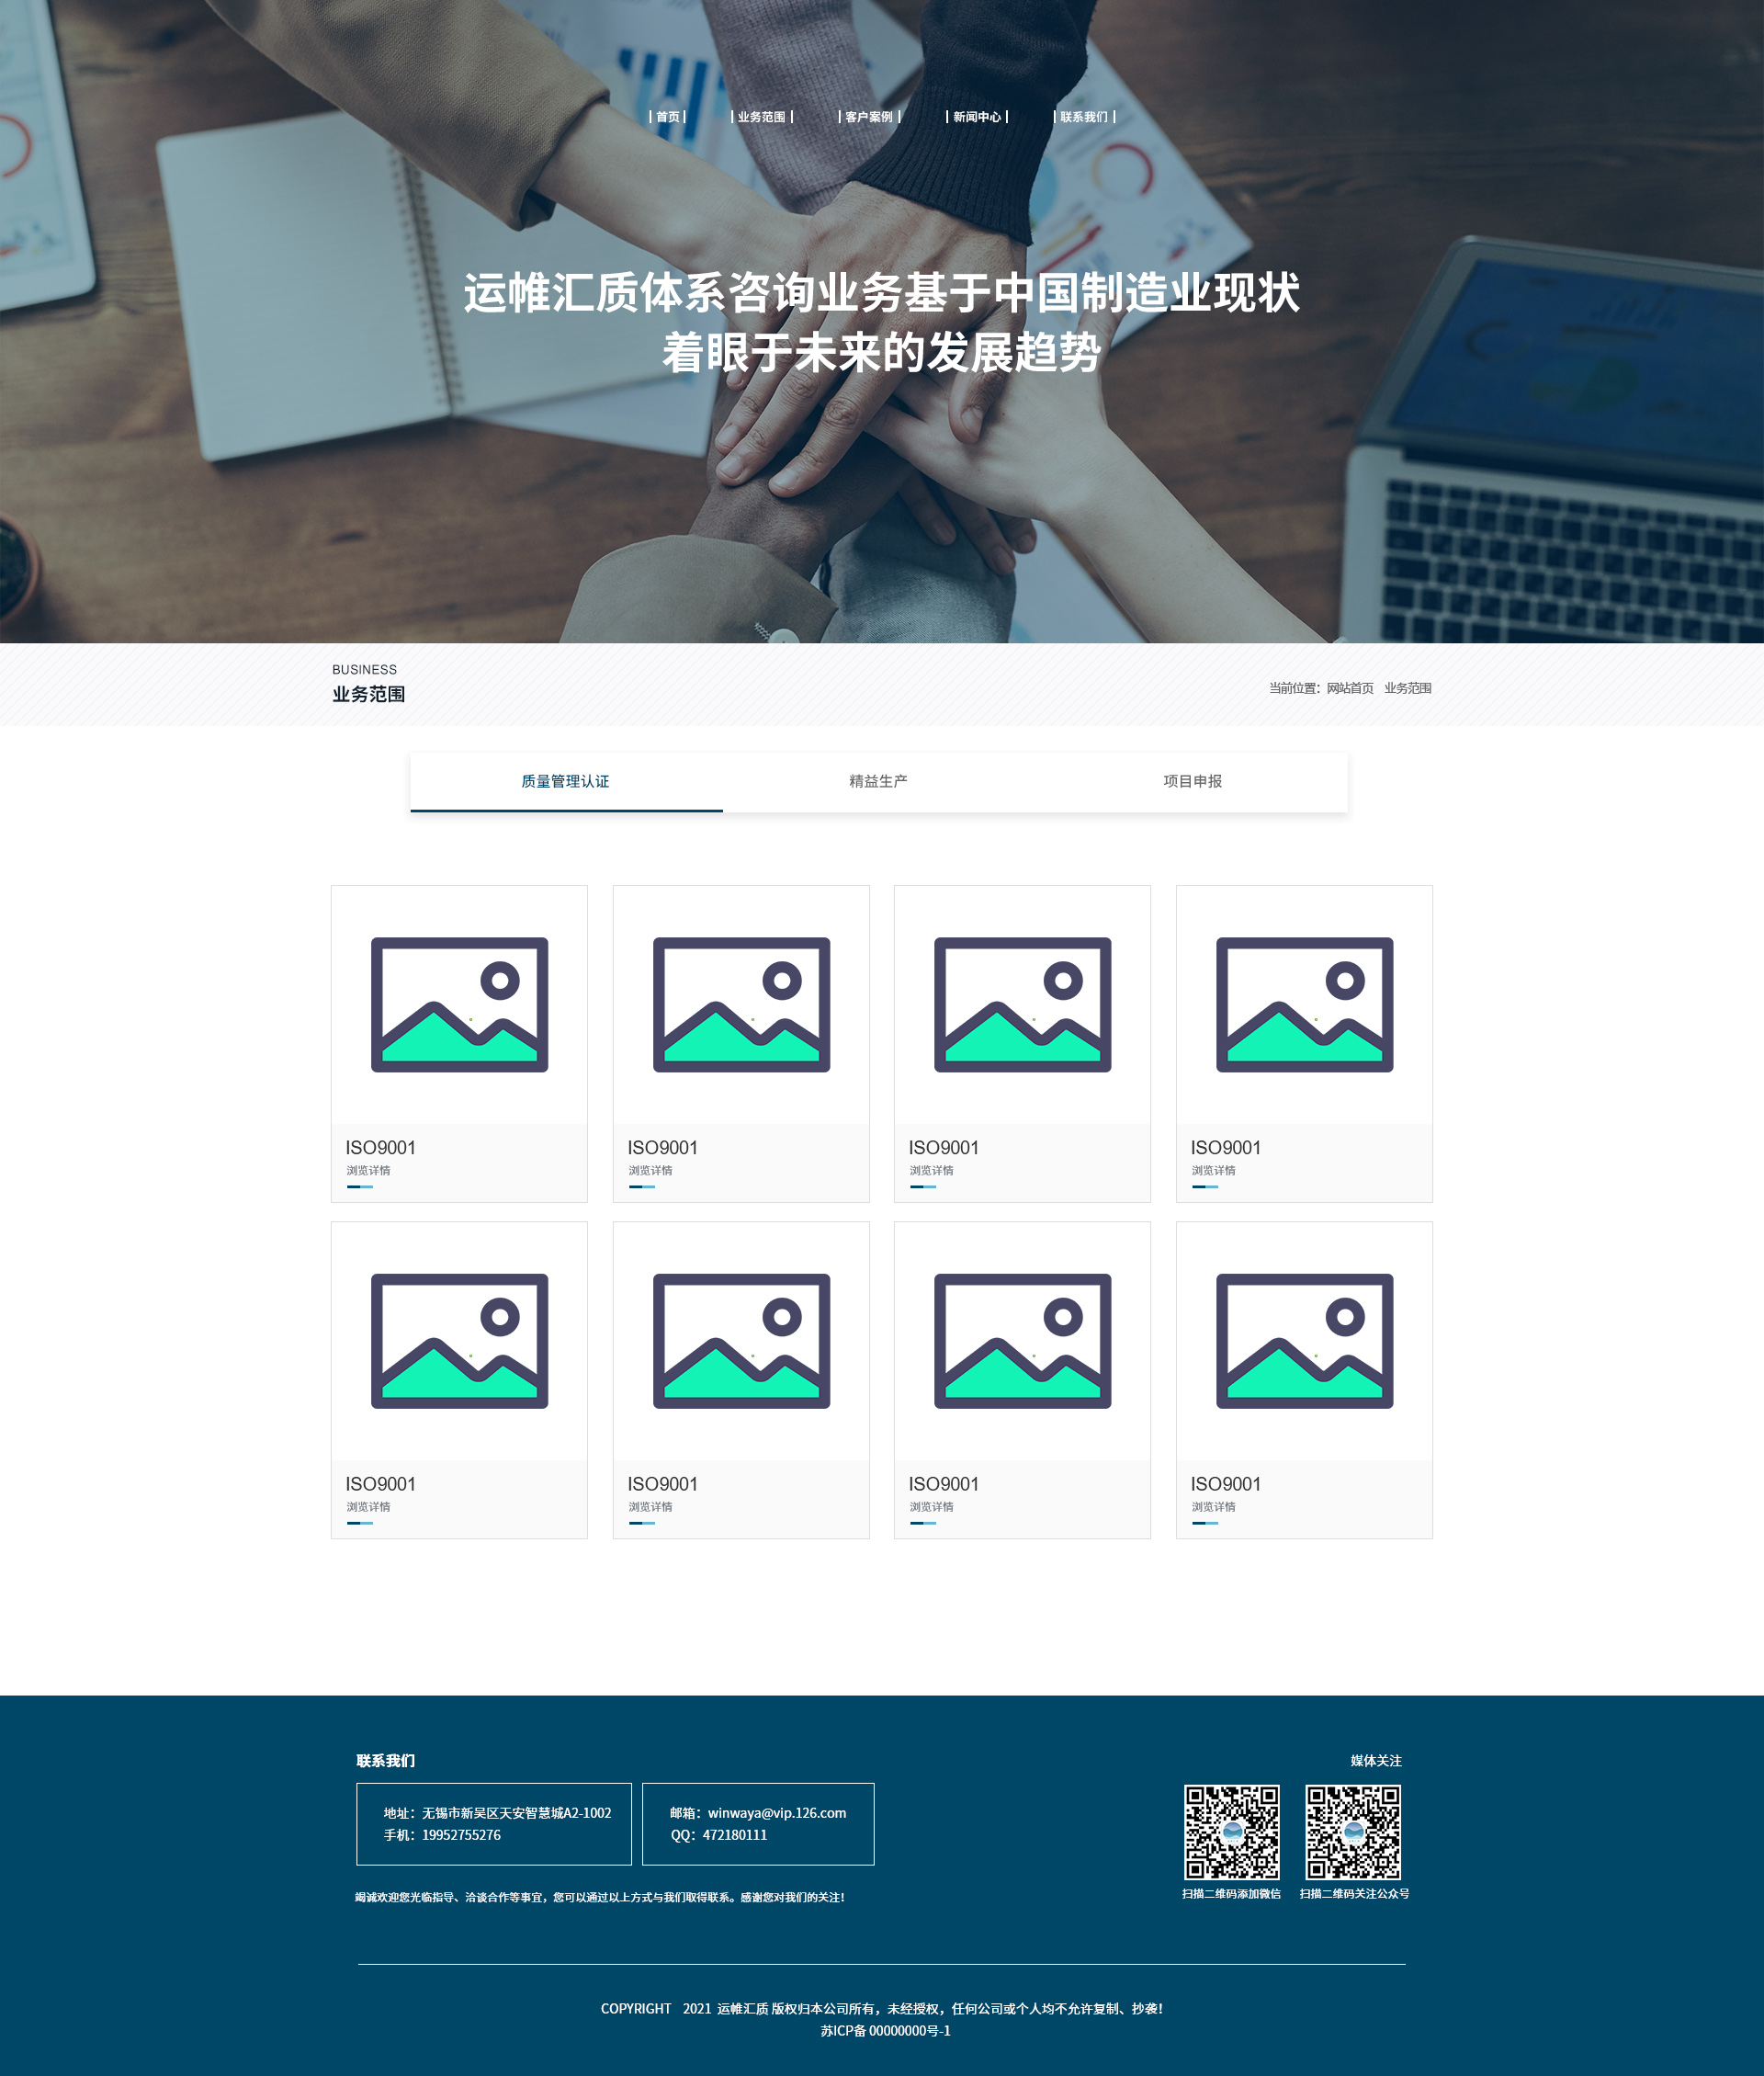 | 首页 | | 业务范围 | | 客户案例 | | 新闻中心 | | 联系我们 |
运帷汇质体系咨询业务基于中国制造业现状
着眼于未来的发展趋势
BUSINESS
业务范围
当前位置：网站首页 业务范围
质量管理认证 精益生产 项目申报
ISO9001 ISO9001 ISO9001 ISO9001
浏览详情 浏览详情 浏览详情 浏览详情
ISO9001 ISO9001 ISO9001 ISO9001
浏览详情 浏览详情 浏览详情 浏览详情
联系我们
地址：无锡市新吴区天安智慧城A2-1002
手机：19952755276
邮箱：winwaya@vip.126.com
QQ：472180111
竭诚欢迎您光临指导、洽谈合作等事宜，您可以通过以上方式与我们取得联系。感谢您对我们的关注！
媒体关注
扫描二维码添加微信 扫描二维码关注公众号
COPYRIGHT 2021 运帷汇质 版权归本公司所有，未经授权，任何公司或个人均不允许复制、抄袭！
苏ICP备 00000000号-1